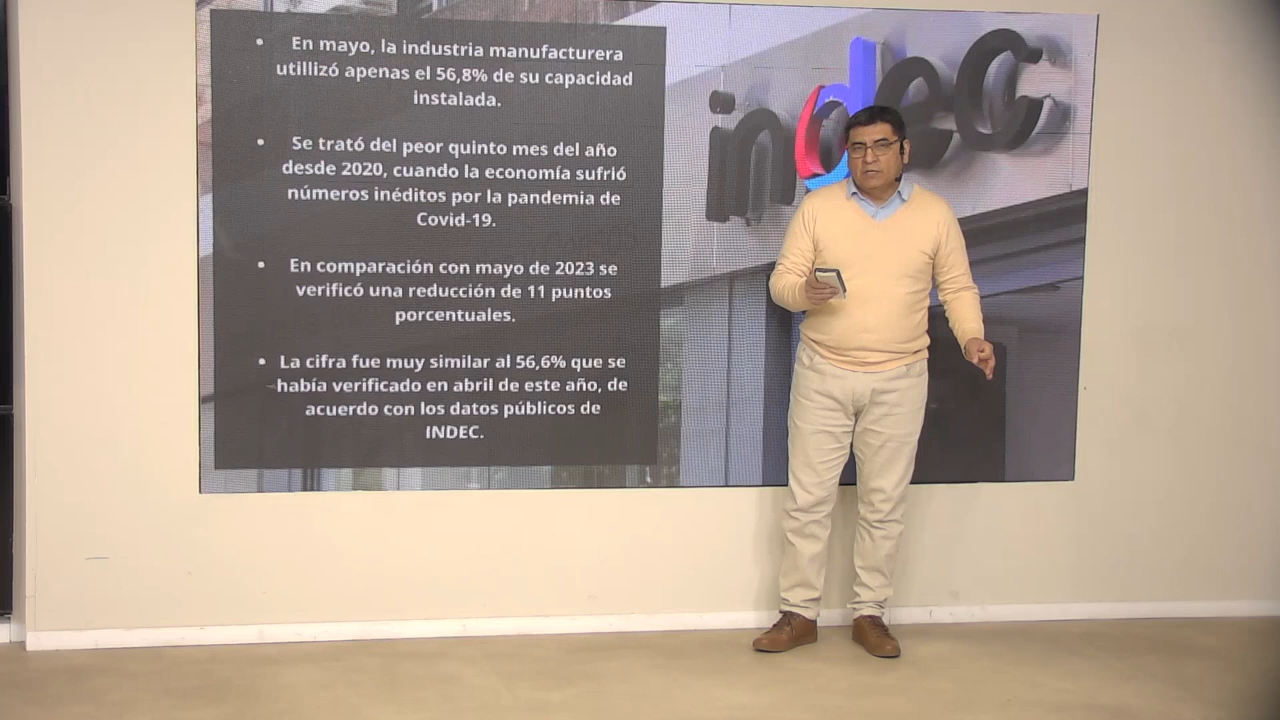 • En mayo, la industria manufacturera
utillizó apenas el 56,8% de su capacidad
instalada.
• Se trató del peor quinto mes del año
desde 2020, cuando la economía sufrió
números inéditos por la pandemia de
Covid-19.
• En comparación con mayo de 2023 se
verificó una reducción de 11 puntos
porcentuales.
• La cifra fue muy similar al 56,6% que se
había verificado en abril de este año, de
acuerdo con los datos públicos de
INDEC.
indec